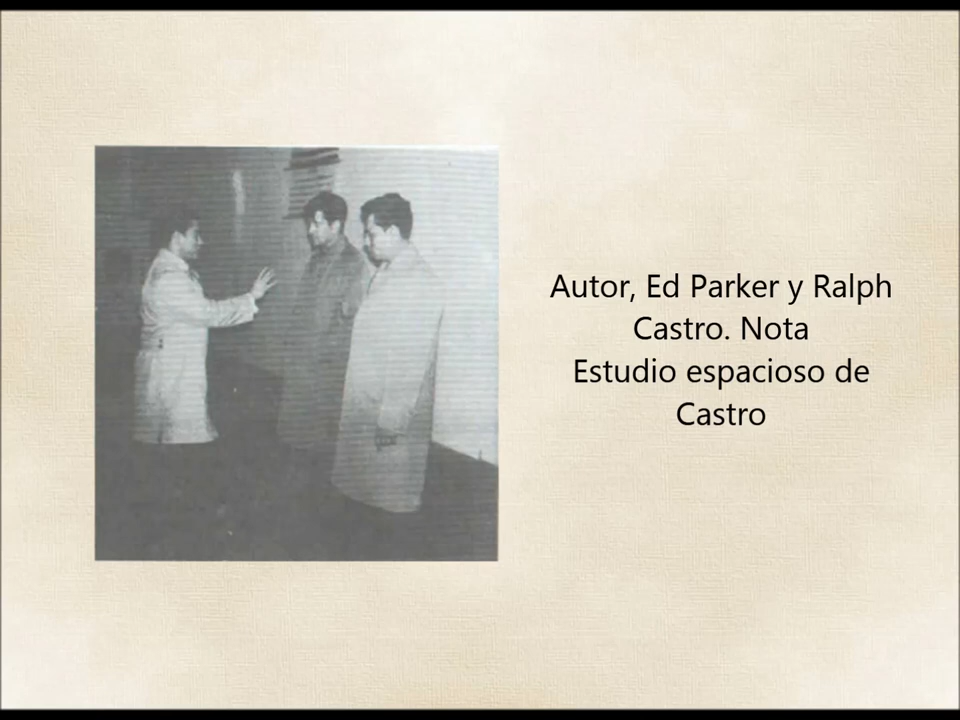 Autor, Ed Parker y Ralph
Castro. Nota
Estudio espacioso de
Castro